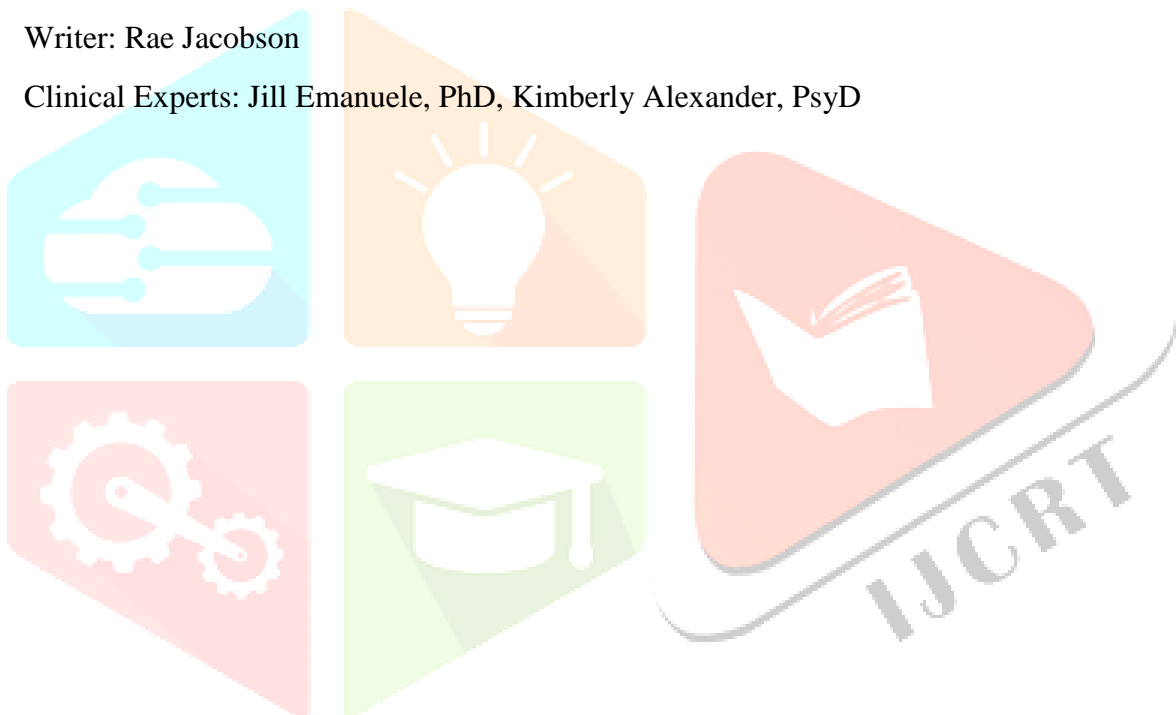 Writer: Rae Jacobson
Clinical Experts: Jill Emanuele, PhD, Kimberly Alexander, PsyD
IJCRT